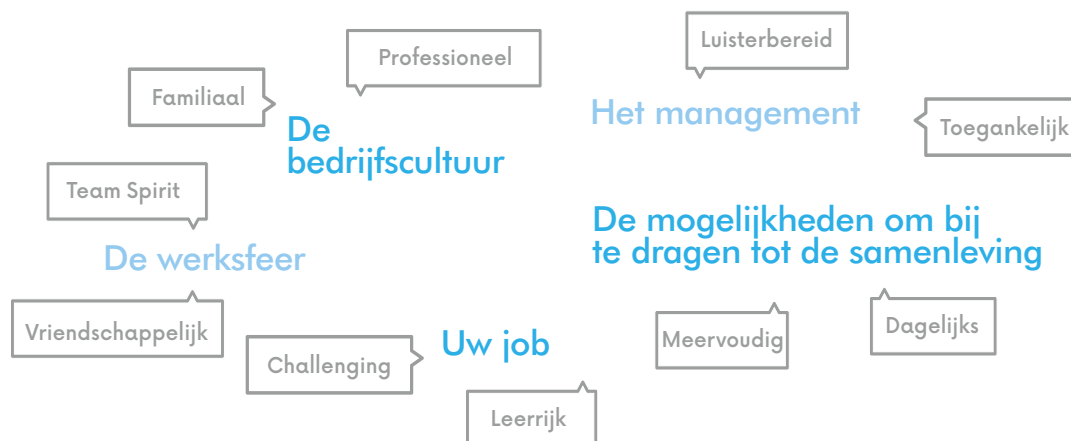 Luisterbereid
Professioneel
Familiaal
Het management
De
bedrijfscultuur
Toegankelijk
Team Spirit
De mogelijkheden om bij
te dragen tot de samenleving
De werksfeer
Vriendschappelijk
Dagelijks
Meervoudig
Uw job
Challenging
Leerrijk